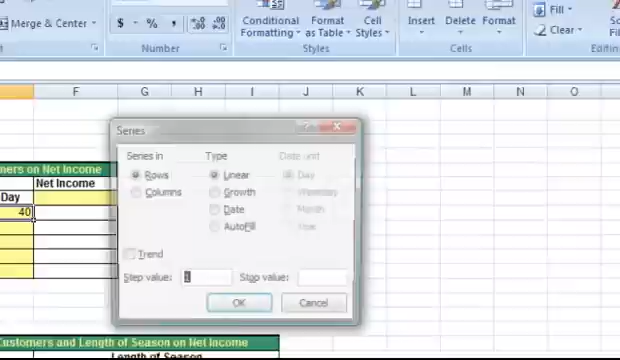 Merge & Center
$ % ,
Number
Conditional Formatting
Format as Table
Cell Styles
Styles
Insert
Delete
Format
Cells
Fill
Clear
F G H I J K L M N O
ners on Net Income
Net Income
Day
40
Series
Series in
Rows
Columns
Type
Linear
Growth
Date
AutoFill
Date unit
Day
Weekday
Month
Year
Trend
Step value: 1
Stop value:
OK
Cancel
Customers and Length of Season on Net Income
Length of Season